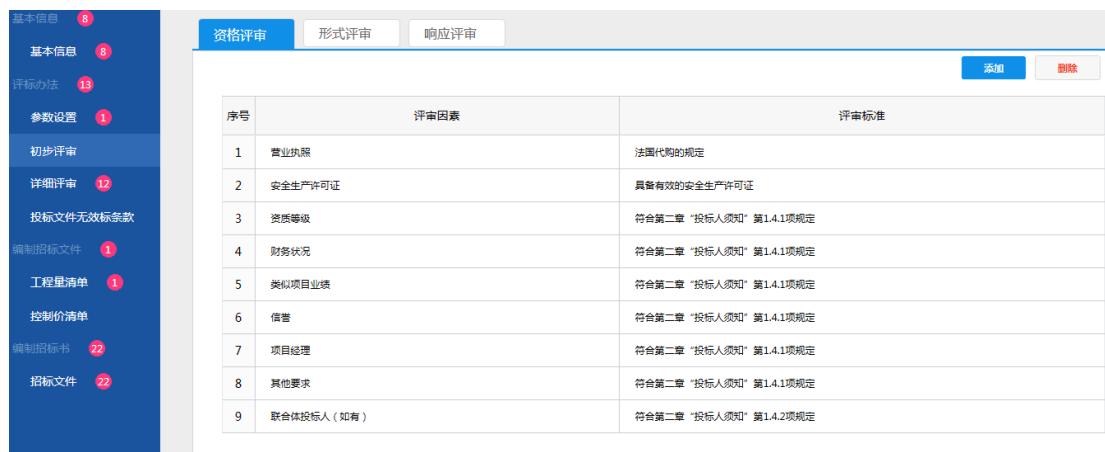 基本信息 8
基本信息 8
评标办法 13
参数设置 1
初步评审
详细评审 12
投标文件无效标条款
编制招标文件 1
工程量清单 1
控制价清单
编制招标书 22
招标文件 22
资格评审 形式评审 响应评审
添加 删除
序号 评审因素 评审标准
1 营业执照 法国代购的规定
2 安全生产许可证 具备有效的安全生产许可证
3 资质等级 符合第二章“投标人须知”第1.4.1项规定
4 财务状况 符合第二章“投标人须知”第1.4.1项规定
5 类似项目业绩 符合第二章“投标人须知”第1.4.1项规定
6 信誉 符合第二章“投标人须知”第1.4.1项规定
7 项目经理 符合第二章“投标人须知”第1.4.1项规定
8 其他要求 符合第二章“投标人须知”第1.4.1项规定
9 联合体投标人（如有） 符合第二章“投标人须知”第1.4.2项规定